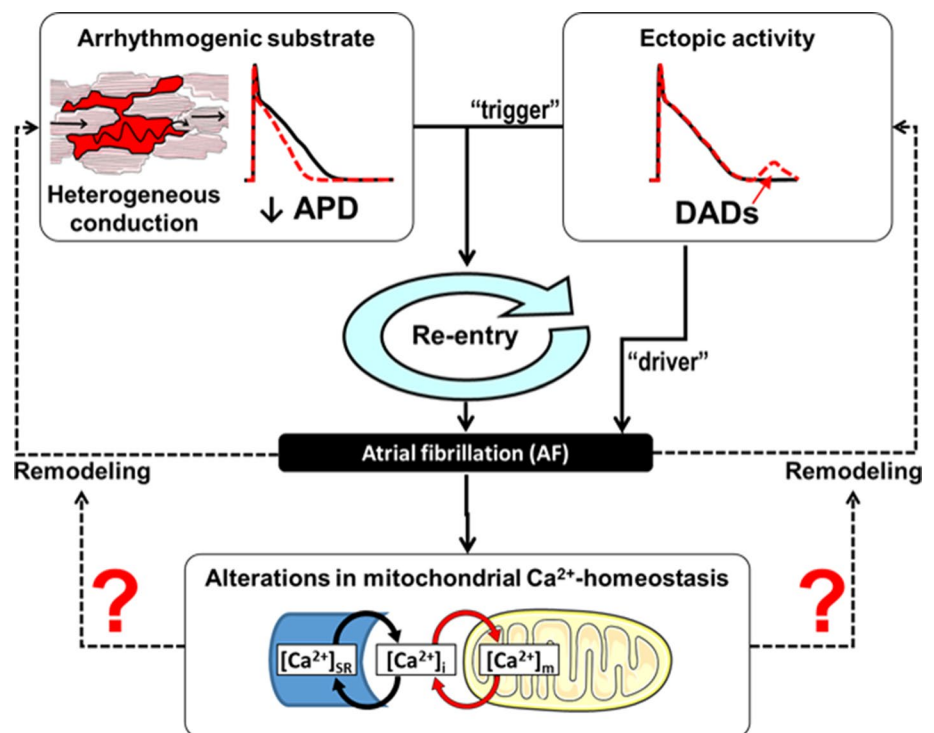 Arrhythmogenic substrate
Heterogeneous
conduction
↓ APD
Ectopic activity
DADs
“trigger”
Re-entry
“driver”
Atrial fibrillation (AF)
Remodeling
Remodeling
?
?
Alterations in mitochondrial Ca²⁺-homeostasis
[Ca²⁺]SR
[Ca²⁺]i
[Ca²⁺]m